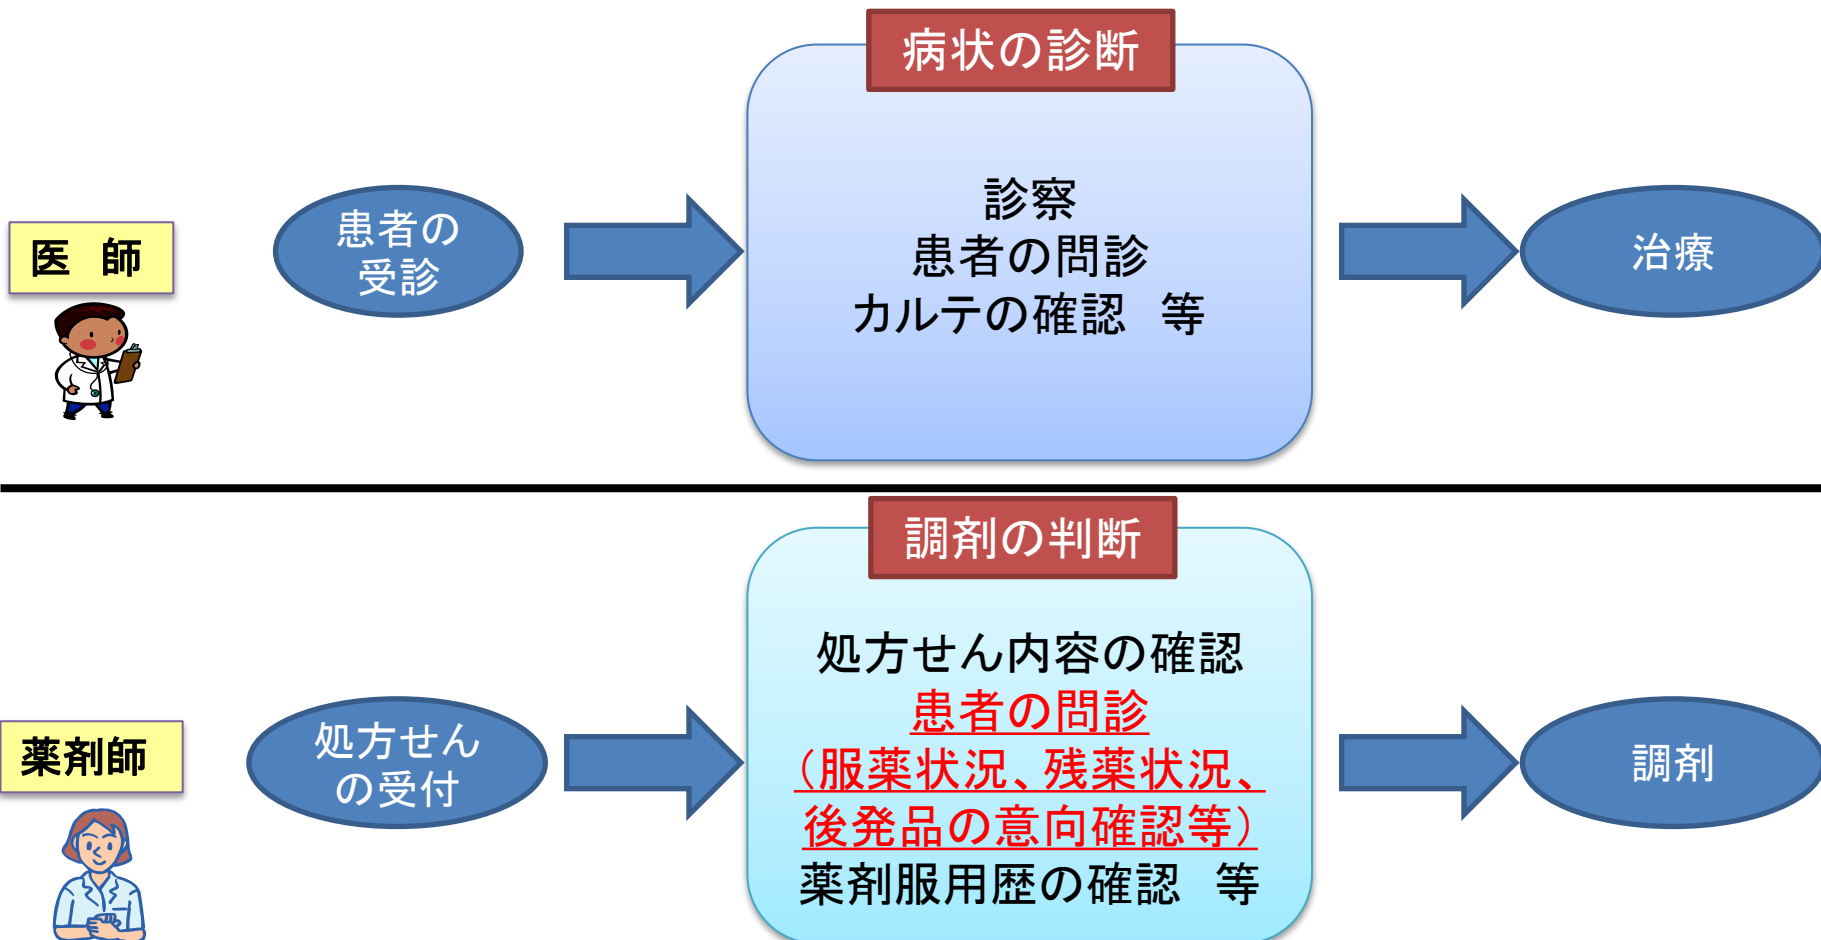 病状の診断
医　師
患者の
受診
診察
患者の問診
カルテの確認　等
治療
調剤の判断
薬剤師
処方せん
の受付
処方せん内容の確認
患者の問診
（服薬状況、残薬状況、
後発品の意向確認等）
薬剤服用歴の確認　等
調剤